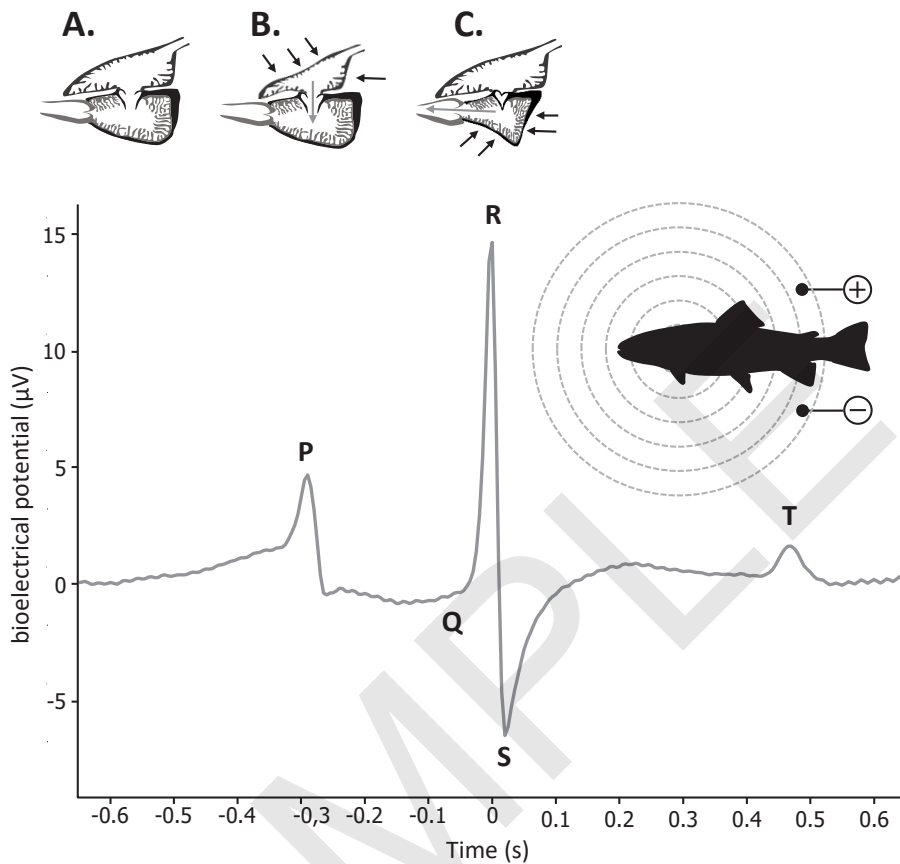 A. B. C.
R
15
+
10
bioelectrical potential (µV)
P
5
T
0
Q
-5
S
-0.6 -0.5 -0.4 -0.3 -0.2 -0.1 0 0.1 0.2 0.3 0.4 0.5 0.6
Time (s)
−
MPLE